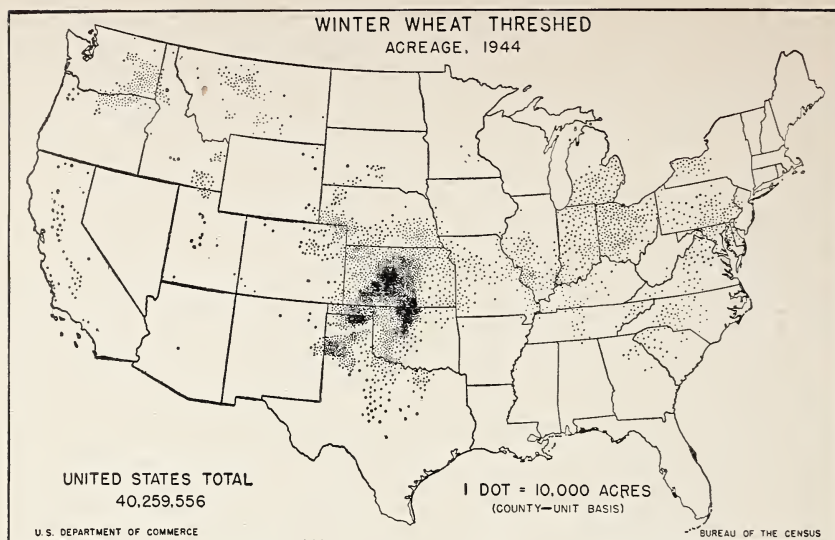 WINTER WHEAT THRESHED
ACREAGE, 1944
UNITED STATES TOTAL
40,259,556
1 DOT = 10,000 ACRES
(COUNTY—UNIT BASIS)
U. S. DEPARTMENT OF COMMERCE
BUREAU OF THE CENSUS